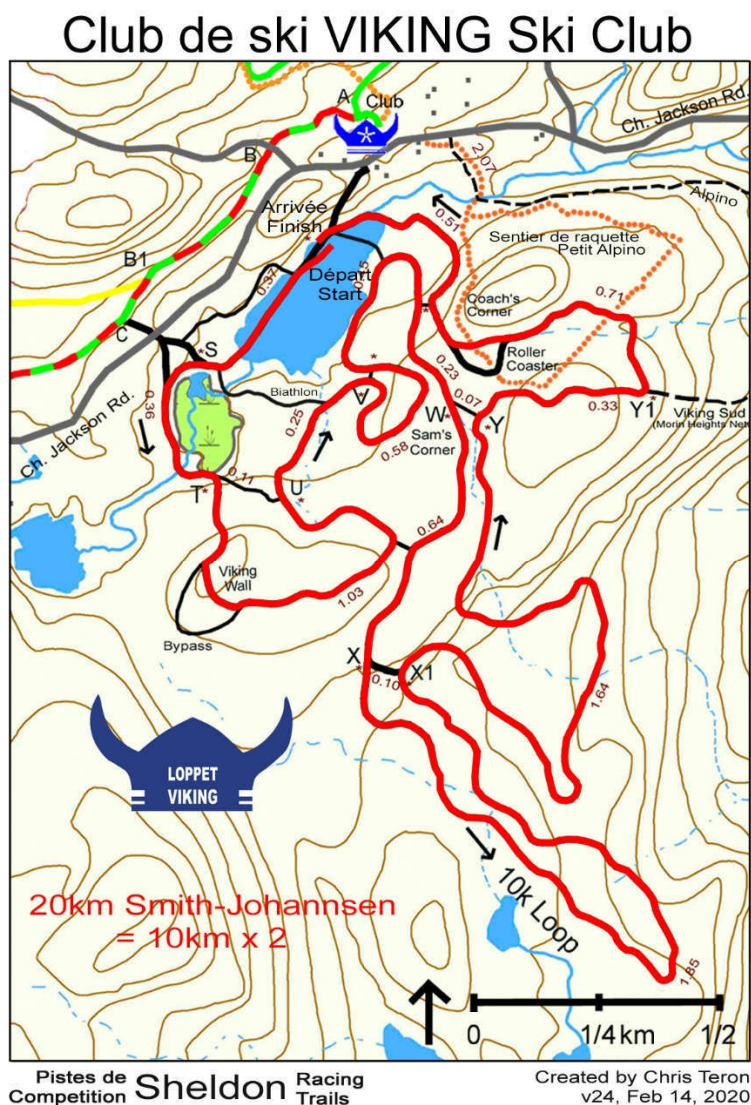 Club de ski VIKING Ski Club
A
Club
Ch. Jackson Rd.
B
2.07
Alpino
Arrivée
Finish
0.51
Sentier de raquette
Petit Alpino
B1
0.37
Départ
Start
Coach's
Corner
0.71
C
S
Roller
Coaster
0.23
Biathlon
0.36
0.25
V
0.07
W
Y
0.33
Y1
Viking Sud
(Morin Heights Net
Sam's
Corner
Ch. Jackson Rd.
0.58
0.11
T
U
0.64
Viking
Wall
1.03
Bypass
X
0.10
X1
1.64
LOPPET
VIKING
10k Loop
20km Smith-Johannsen
= 10km x 2
1.85
0
1/4 km
1/2
Pistes de
Competition
Sheldon
Racing
Trails
Created by Chris Teron
v24, Feb 14, 2020